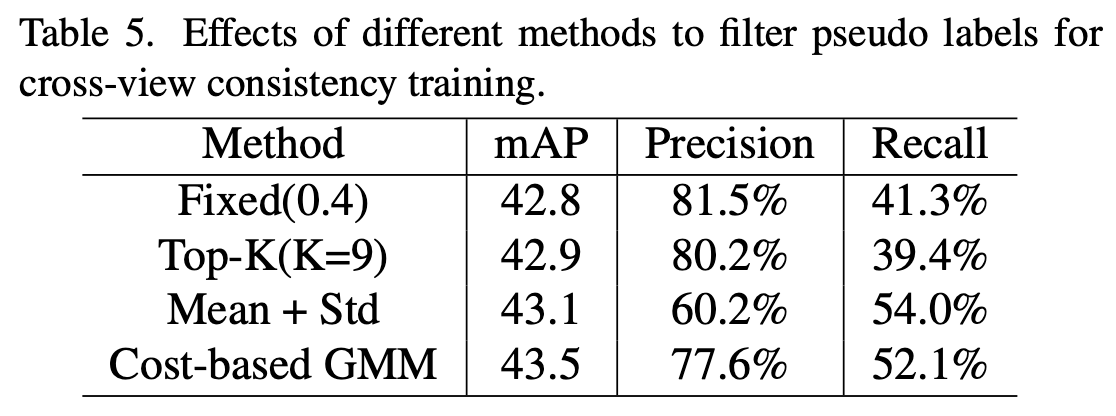 Table 5. Effects of different methods to filter pseudo labels for
cross-view consistency training.
Method mAP Precision Recall
Fixed(0.4) 42.8 81.5% 41.3%
Top-K(K=9) 42.9 80.2% 39.4%
Mean + Std 43.1 60.2% 54.0%
Cost-based GMM 43.5 77.6% 52.1%